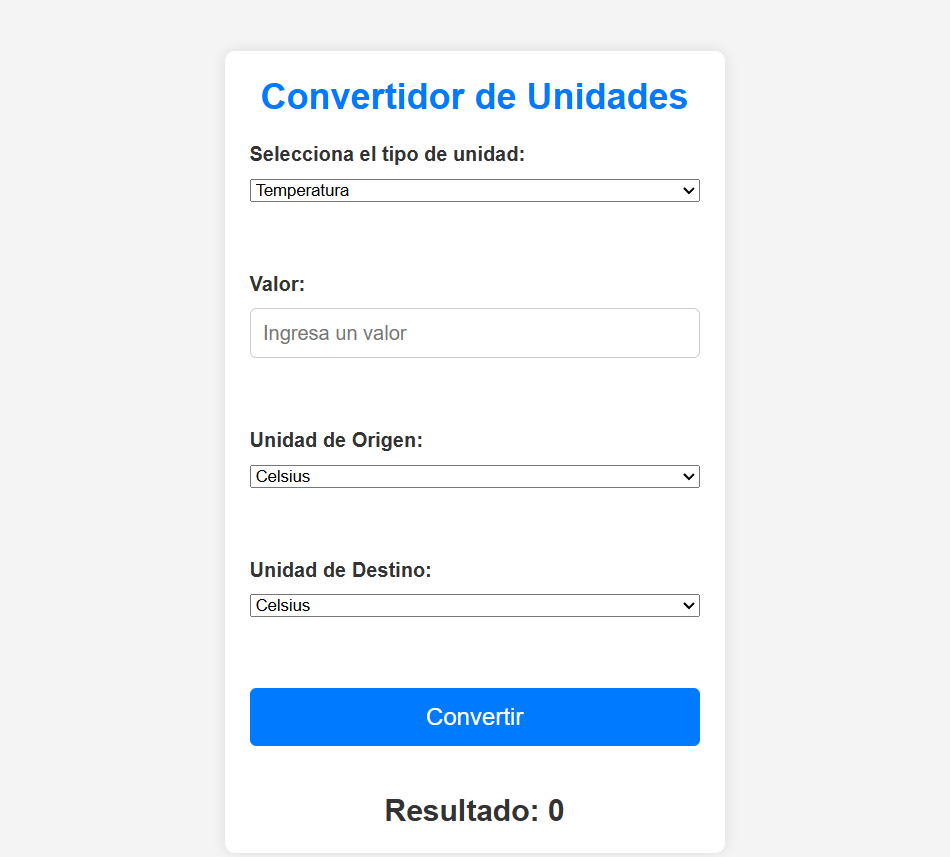 Convertidor de Unidades
Selecciona el tipo de unidad:
Temperatura
Valor:
Ingresa un valor
Unidad de Origen:
Celsius
Unidad de Destino:
Celsius
Convertir
Resultado: 0